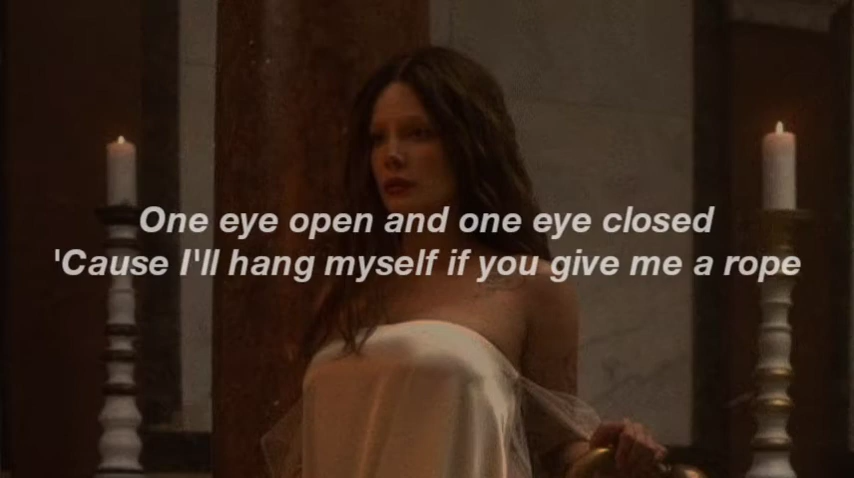 One eye open and one eye closed
'Cause I'll hang myself if you give me a rope